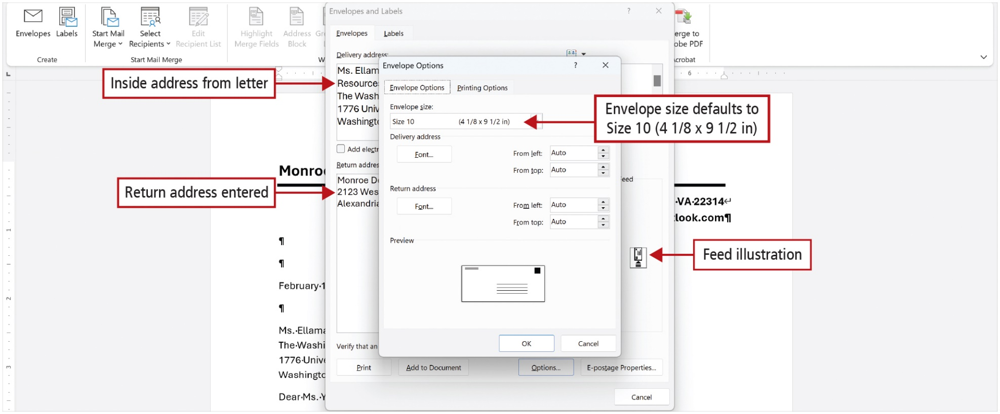 Envelopes
Labels
Start Mail
Merge
Select
Recipients
Edit
Recipient List
Highlight
Merge Fields
Address
Block
Create
Start Mail Merge
Envelopes and Labels
?
Envelopes
Labels
erge to
obe PDF
crobat
Delivery address:
Ms. Ellam
Resource
The Wash
1776 Univ
Washingt
Add electr
Return addres
Monroe D
2123 Wes
Alexandria
Feed
Verify that an
Print
Add to Document
Options...
E-postage Properties...
Cancel
Envelope Options
?
Envelope Options
Printing Options
Envelope size:
Size 10 (4 1/8 x 9 1/2 in)
Delivery address
Font...
From left: Auto
From top: Auto
Return address
Font...
From left: Auto
From top: Auto
Preview
OK
Cancel
Inside address from letter
Envelope size defaults to
Size 10 (4 1/8 x 9 1/2 in)
Return address entered
Feed illustration
6
1
2
3
Monro
·VA·22314↵
look.com¶
¶
¶
February·1
¶
Ms.·Ellama
The·Washi
1776·Unive
Washingto
Dear·Ms.·Y